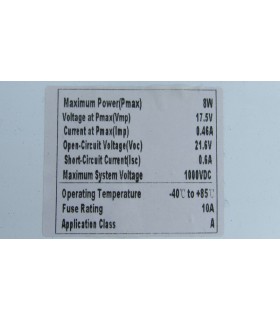 Maximum Power(Pmax) 8W
Voltage at Pmax(Vmp) 17.5V
Current at Pmax(Imp) 0.46A
Open-Circuit Voltage(Voc) 21.6V
Short-Circuit Current(Isc) 0.6A
Maximum System Voltage 1000VDC
Operating Temperature -40℃ to +85℃
Fuse Rating 10A
Application Class A